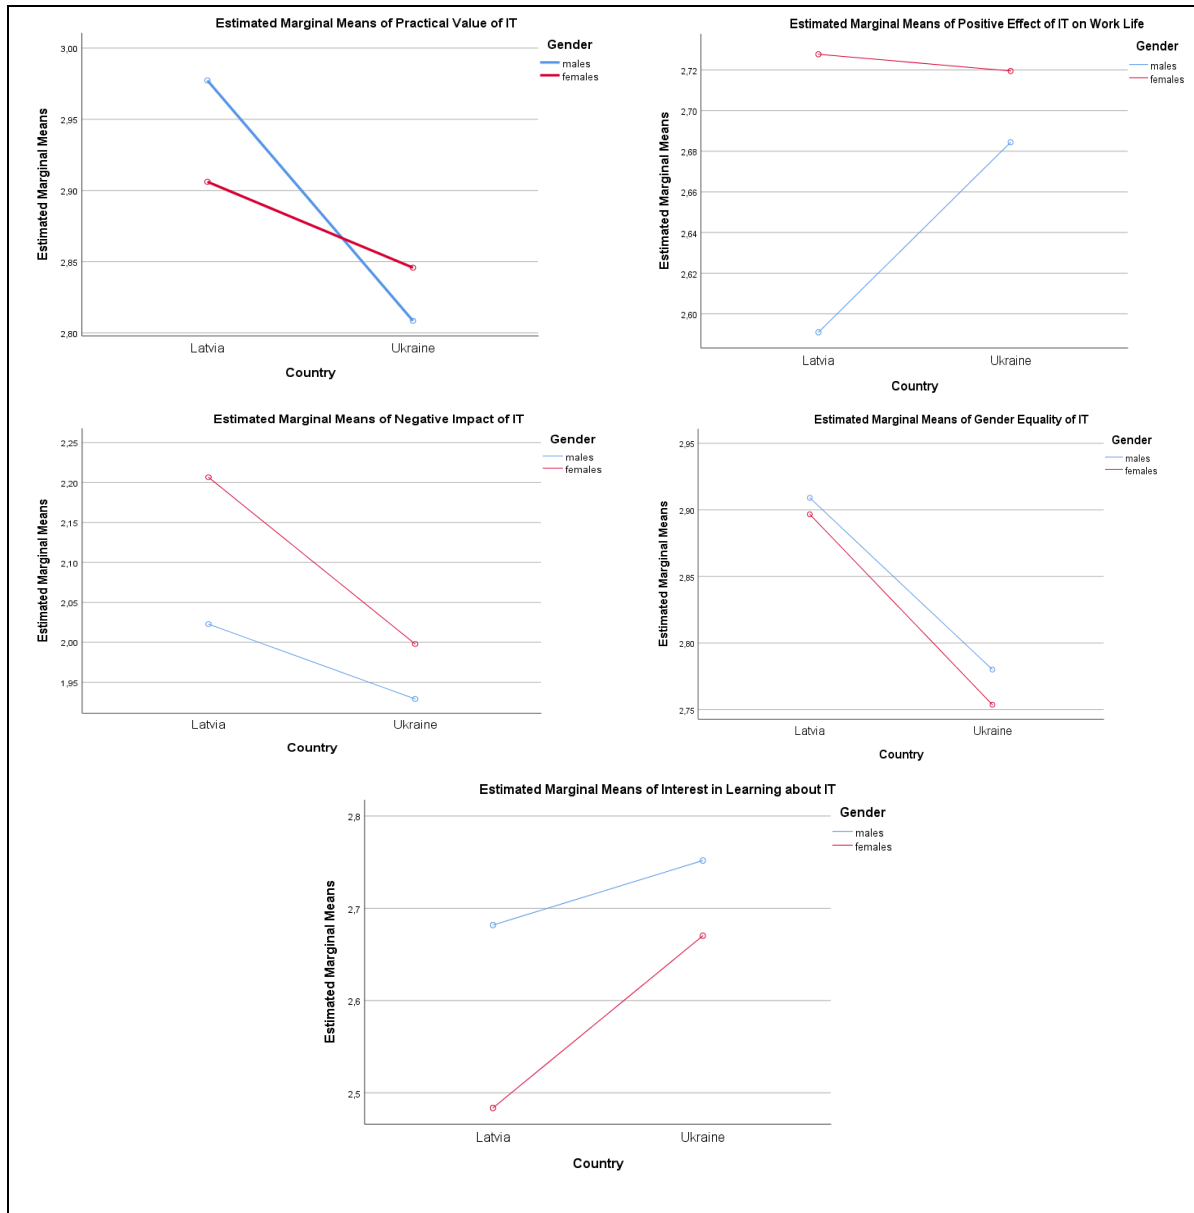 Estimated Marginal Means of Practical Value of IT
Gender
males
females
Estimated Marginal Means
3,00
2,95
2,90
2,85
2,80
Latvia Ukraine
Country
Estimated Marginal Means of Positive Effect of IT on Work Life
Gender
males
females
Estimated Marginal Means
2,72
2,70
2,68
2,66
2,64
2,62
2,60
Latvia Ukraine
Country
Estimated Marginal Means of Negative Impact of IT
Gender
males
females
Estimated Marginal Means
2,25
2,20
2,15
2,10
2,05
2,00
1,95
Latvia Ukraine
Country
Estimated Marginal Means of Gender Equality of IT
Gender
males
females
Estimated Marginal Means
2,95
2,90
2,85
2,80
2,75
Latvia Ukraine
Country
Estimated Marginal Means of Interest in Learning about IT
Gender
males
females
Estimated Marginal Means
2,8
2,7
2,6
2,5
Latvia Ukraine
Country